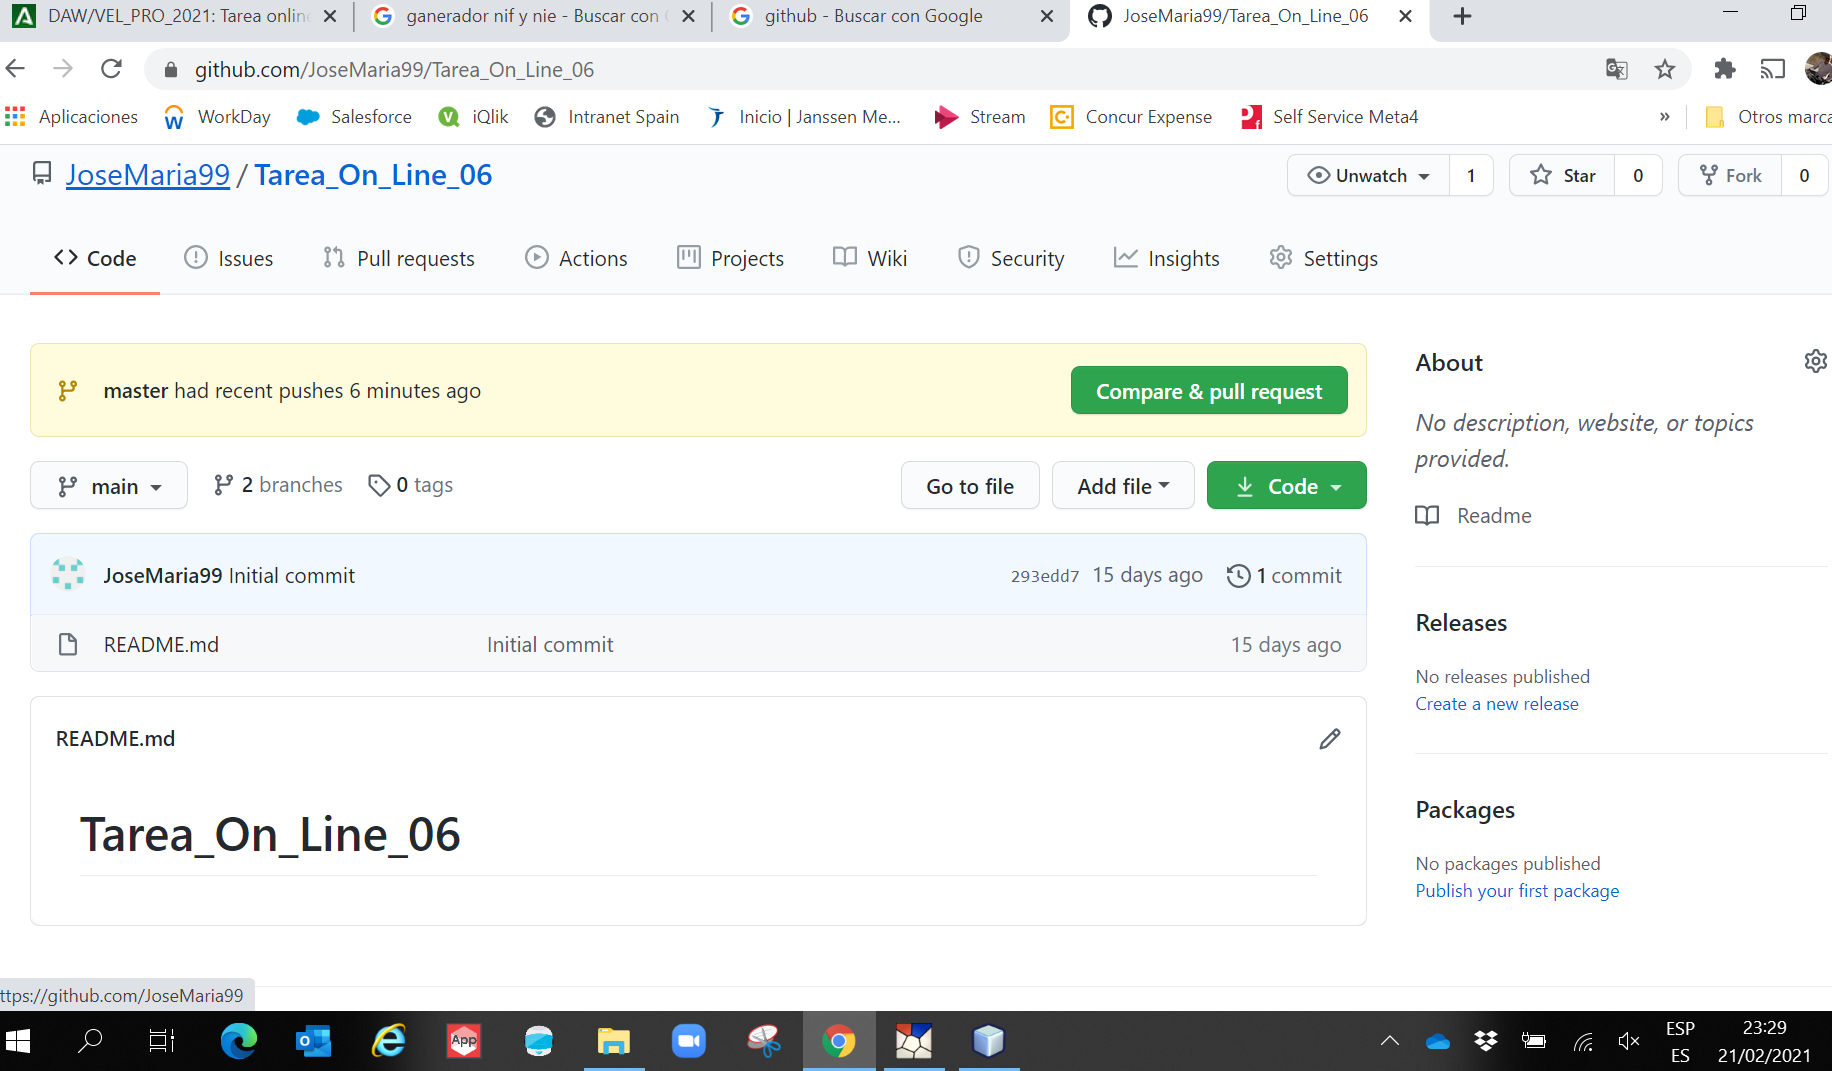 DAW/VEL_PRO_2021: Tarea online
ganerador nif y nie - Buscar con
github - Buscar con Google
JoseMaria99/Tarea_On_Line_06
github.com/JoseMaria99/Tarea_On_Line_06
Aplicaciones
WorkDay
Salesforce
iQlik
Intranet Spain
Inicio | Janssen Me...
Stream
Concur Expense
Self Service Meta4
»
Otros marca
JoseMaria99 / Tarea_On_Line_06
Unwatch 1
Star 0
Fork 0
Code
Issues
Pull requests
Actions
Projects
Wiki
Security
Insights
Settings
master had recent pushes 6 minutes ago
Compare & pull request
main
2 branches
0 tags
Go to file
Add file
Code
JoseMaria99 Initial commit
293edd7 15 days ago
1 commit
README.md
Initial commit
15 days ago
README.md
Tarea_On_Line_06
About
No description, website, or topics
provided.
Readme
Releases
No releases published
Create a new release
Packages
No packages published
Publish your first package
ttps://github.com/JoseMaria99
App
ESP
ES
23:29
21/02/2021